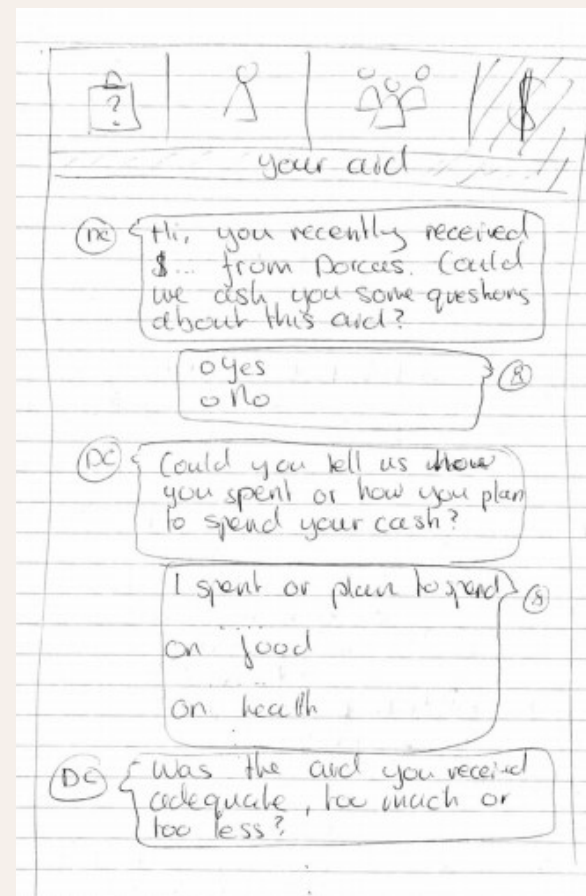 ?
$
your aid
DC
Hi, you recently received
$... from Dorcas. Could
we ask you some questions
about this aid?
o Yes
o No
R
DC
Could you tell us how
you spent or how you plan
to spend your cash?
I spent or plan to spend
.....
on food
.....
on health
DC
Was the aid you received
adequate, too much or
too less?